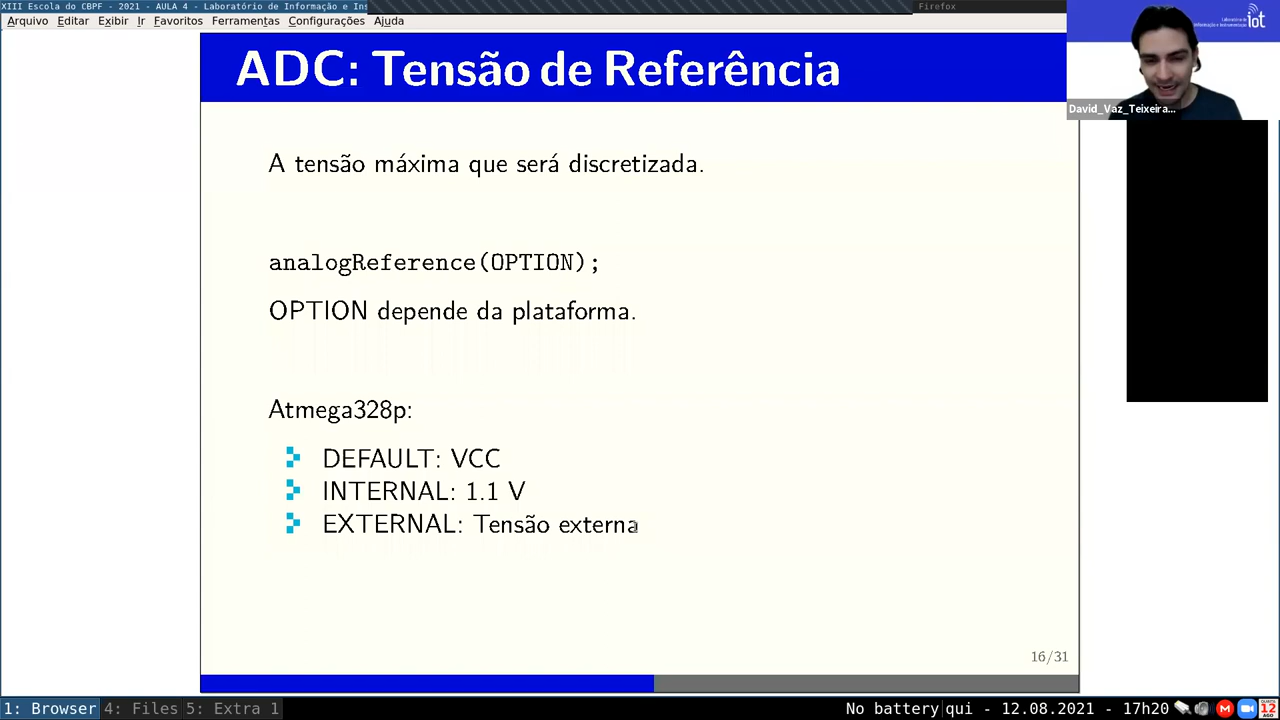 XIII Escola do CBPF - 2021 - AULA 4 - Laboratório de Informação e Ins
Firefox
Arquivo Editar Exibir Ir Favoritos Ferramentas Configurações Ajuda
ADC: Tensão de Referência
iot
David_Vaz_Teixeira...
A tensão máxima que será discretizada.
analogReference(OPTION);
OPTION depende da plataforma.
Atmega328p:
DEFAULT: VCC
INTERNAL: 1.1 V
EXTERNAL: Tensão externa
16/31
1: Browser 4: Files 5: Extra 1
No battery qui - 12.08.2021 - 17h20
12
AGO